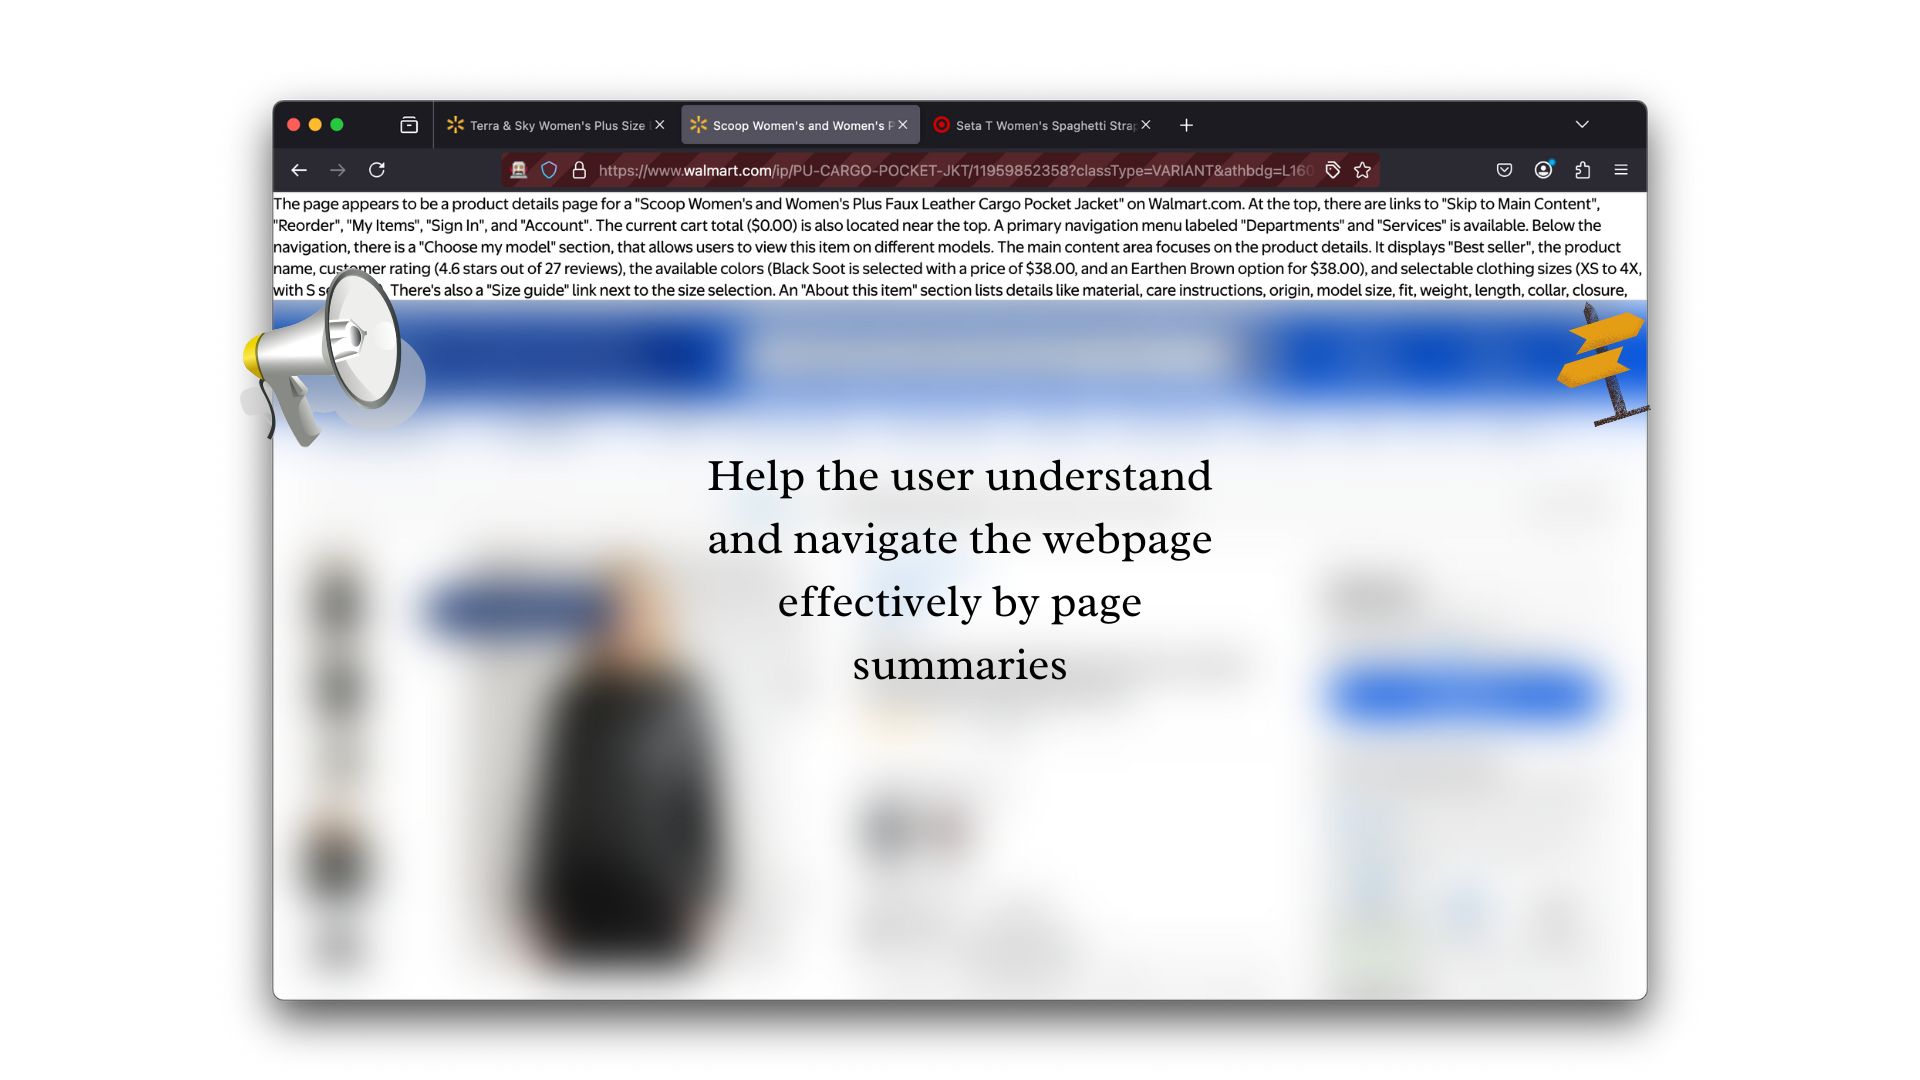 Terra & Sky Women's Plus Size
Scoop Women's and Women's P
Seta T Women's Spaghetti Strap
https://www.walmart.com/ip/PU-CARGO-POCKET-JKT/11959852358?classType=VARIANT&athbdg=L160
The page appears to be a product details page for a "Scoop Women's and Women's Plus Faux Leather Cargo Pocket Jacket" on Walmart.com. At the top, there are links to "Skip to Main Content",
"Reorder", "My Items", "Sign In", and "Account". The current cart total ($0.00) is also located near the top. A primary navigation menu labeled "Departments" and "Services" is available. Below the
navigation, there is a "Choose my model" section, that allows users to view this item on different models. The main content area focuses on the product details. It displays "Best seller", the product
name, customer rating (4.6 stars out of 27 reviews), the available colors (Black Soot is selected with a price of $38.00, and an Earthen Brown option for $38.00), and selectable clothing sizes (XS to 4X,
with S There's also a "Size guide" link next to the size selection. An "About this item" section lists details like material, care instructions, origin, model size, fit, weight, length, collar, closure,
Help the user understand
and navigate the webpage
effectively by page
summaries